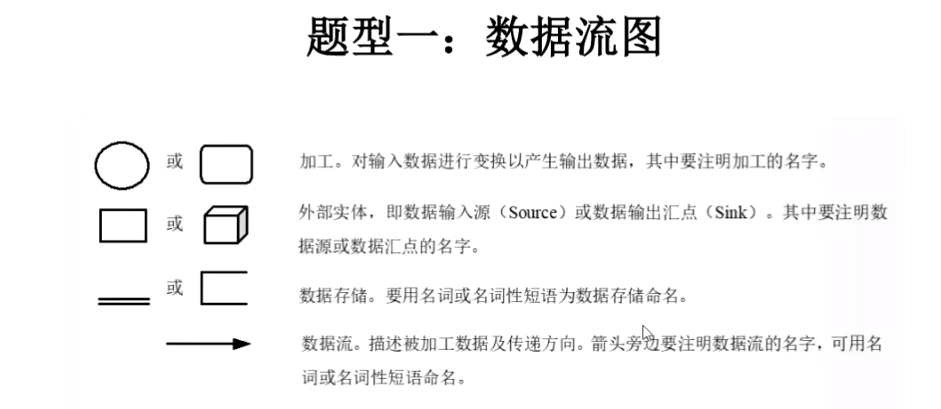 题型一：数据流图
或
加工。对输入数据进行变换以产生输出数据，其中要注明加工的名字。
或
外部实体，即数据输入源（Source）或数据输出汇点（Sink）。其中要注明数
据源或数据汇点的名字。
或
数据存储。要用名词或名词性短语为数据存储命名。
数据流。描述被加工数据及传递方向。箭头旁边要注明数据流的名字，可用名
词或名词性短语命名。